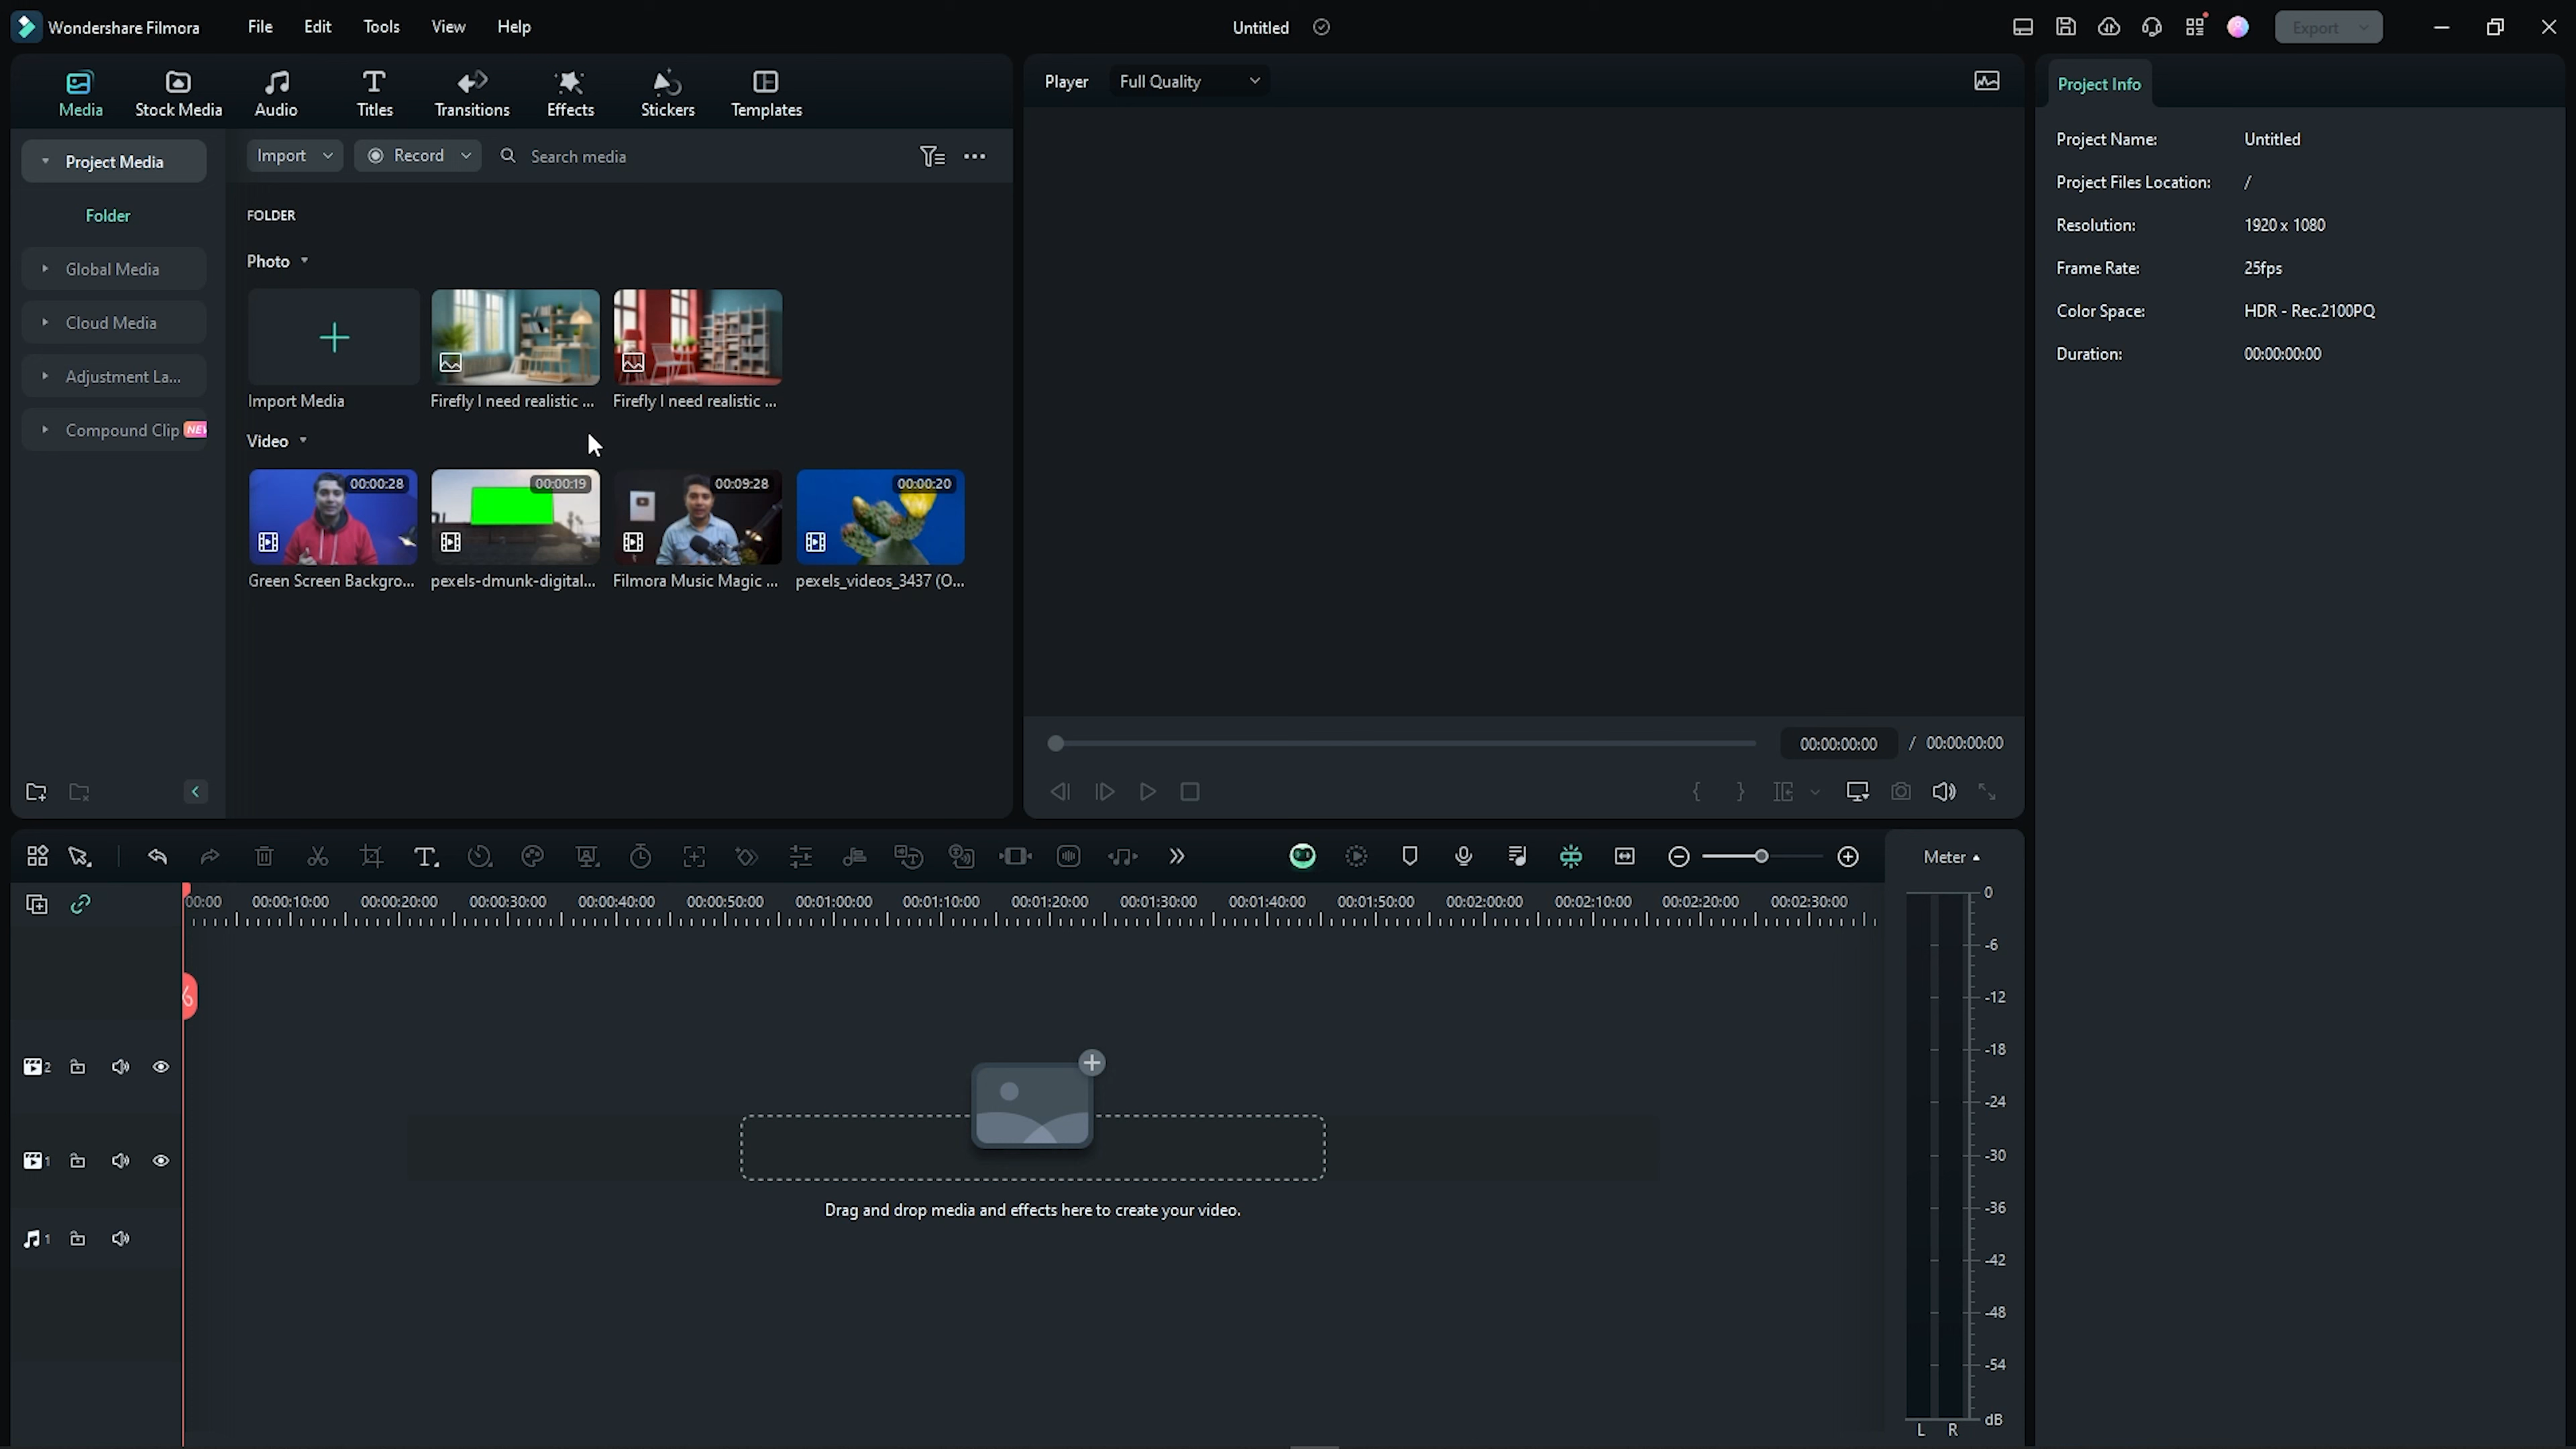 Wondershare Filmora File Edit Tools View Help Untitled Export
Media Stock Media Audio Titles Transitions Effects Stickers Templates
Player Full Quality
Project Info
Project Media
Import Record Search media
Folder
Global Media
Cloud Media
Adjustment La...
Compound Clip
FOLDER
Photo
Import Media Firefly I need realistic ... Firefly I need realistic ...
Video
00:00:28 00:00:19 00:09:28 00:00:20
Green Screen Backgro... pexels-dmunk-digital... Filmora Music Magic ... pexels_videos_3437 (O...
Project Name: Untitled
Project Files Location: /
Resolution: 1920 x 1080
Frame Rate: 25fps
Color Space: HDR - Rec.2100PQ
Duration: 00:00:00:00
00:00:00:00 / 00:00:00:00
Meter
00:00 00:00:10:00 00:00:20:00 00:00:30:00 00:00:40:00 00:00:50:00 00:01:00:00 00:01:10:00 00:01:20:00 00:01:30:00 00:01:40:00 00:01:50:00 00:02:00:00 00:02:10:00 00:02:20:00 00:02:30:00
2
1
1
Drag and drop media and effects here to create your video.
0
-6
-12
-18
-24
-30
-36
-42
-48
-54
dB
L R